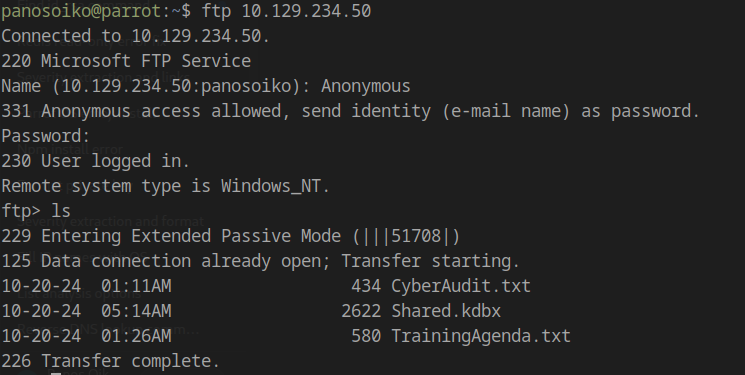 panosoiko@parrot:~$ ftp 10.129.234.50
Connected to 10.129.234.50.
220 Microsoft FTP Service
Name (10.129.234.50:panosoiko): Anonymous
331 Anonymous access allowed, send identity (e-mail name) as password.
Password:
230 User logged in.
Remote system type is Windows_NT.
ftp> ls
229 Entering Extended Passive Mode (|||51708|)
125 Data connection already open; Transfer starting.
10-20-24  01:11AM                  434 CyberAudit.txt
10-20-24  05:14AM                 2622 Shared.kdbx
10-20-24  01:26AM                  580 TrainingAgenda.txt
226 Transfer complete.